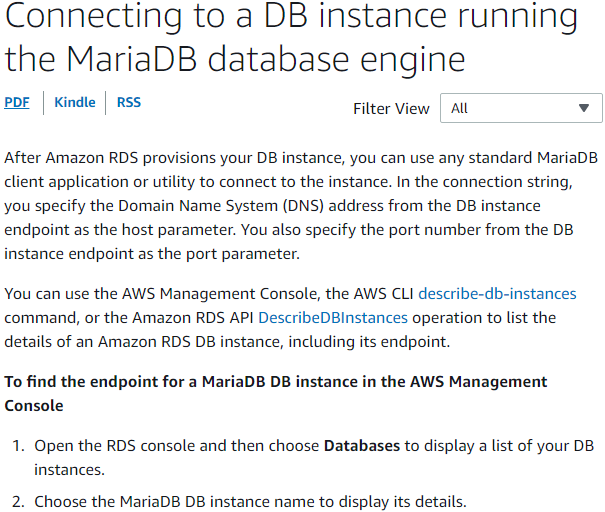 Connecting to a DB instance running
the MariaDB database engine
PDF Kindle RSS
Filter View All
After Amazon RDS provisions your DB instance, you can use any standard MariaDB
client application or utility to connect to the instance. In the connection string,
you specify the Domain Name System (DNS) address from the DB instance
endpoint as the host parameter. You also specify the port number from the DB
instance endpoint as the port parameter.
You can use the AWS Management Console, the AWS CLI describe-db-instances
command, or the Amazon RDS API DescribeDBInstances operation to list the
details of an Amazon RDS DB instance, including its endpoint.
To find the endpoint for a MariaDB DB instance in the AWS Management
Console
1. Open the RDS console and then choose Databases to display a list of your DB
instances.
2. Choose the MariaDB DB instance name to display its details.